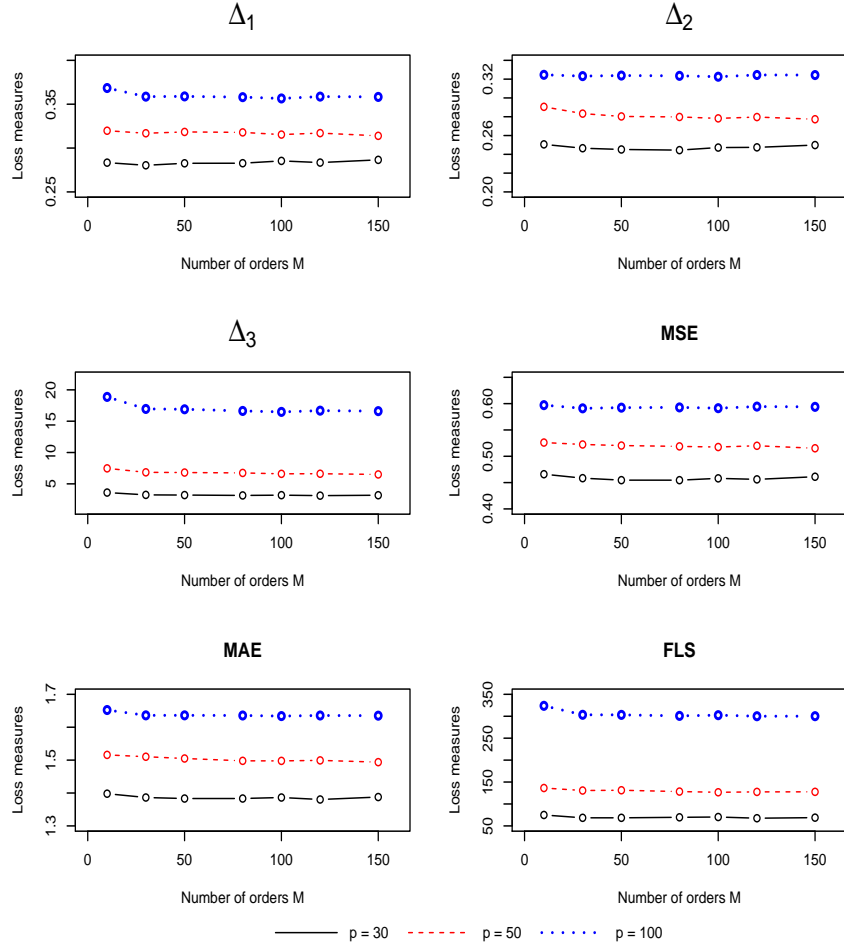 Δ1
Δ2
Loss measures
0.25
0.35
0
50
100
150
Number of orders M
Loss measures
0.20
0.26
0.32
0
50
100
150
Number of orders M
Δ3
MSE
Loss measures
5
10
15
20
0
50
100
150
Number of orders M
Loss measures
0.40
0.50
0.60
0
50
100
150
Number of orders M
MAE
FLS
Loss measures
1.3
1.5
1.7
0
50
100
150
Number of orders M
Loss measures
50
150
250
350
0
50
100
150
Number of orders M
p = 30
p = 50
p = 100